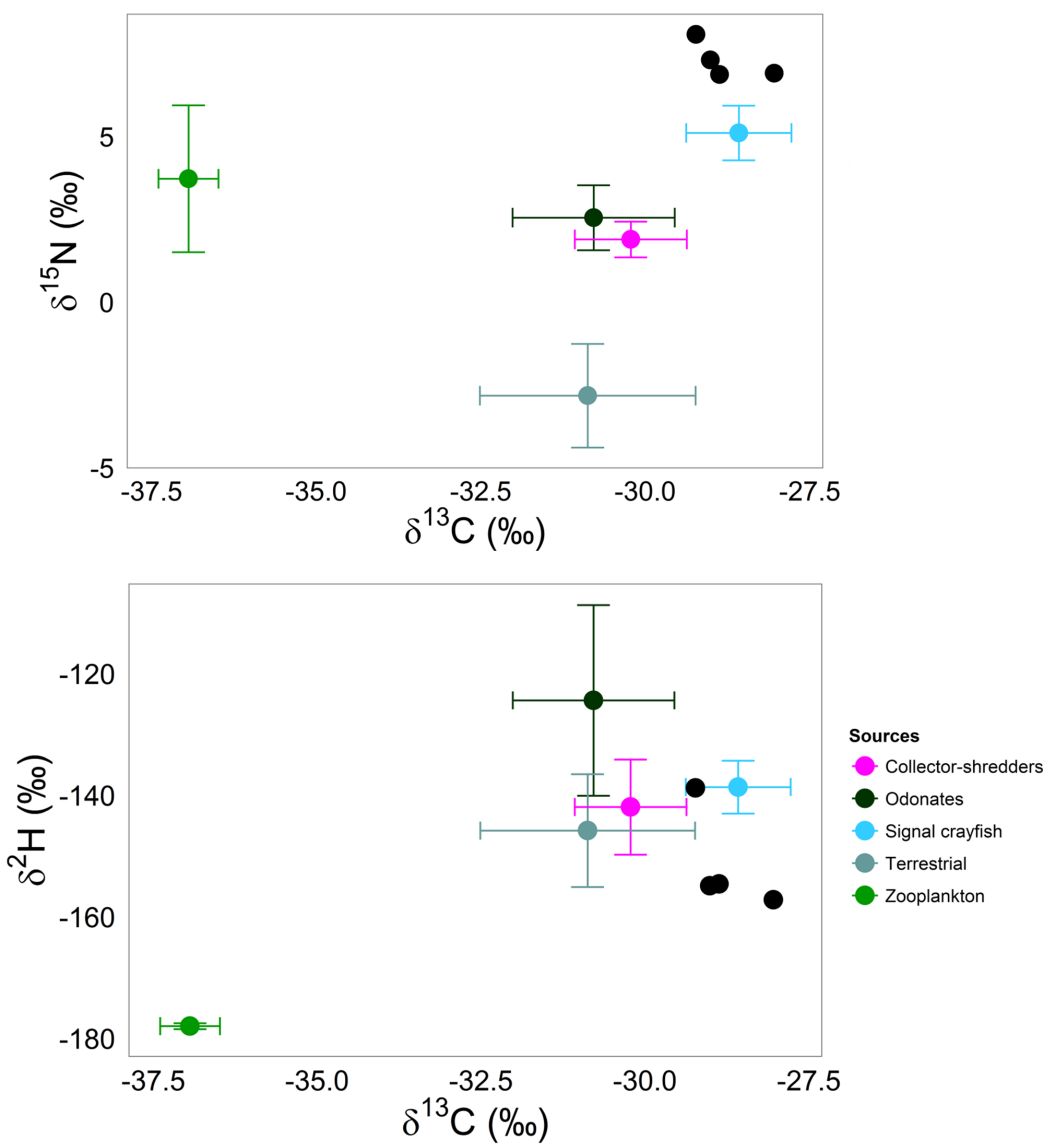 5
0
-5
δ15N (‰)
-37.5 -35.0 -32.5 -30.0 -27.5
δ13C (‰)
-120
-140
-160
-180
δ2H (‰)
-37.5 -35.0 -32.5 -30.0 -27.5
δ13C (‰)
Sources
Collector-shredders
Odonates
Signal crayfish
Terrestrial
Zooplankton